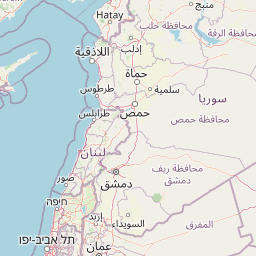 Hatay
منبج
محافظة حلب
محافظة الرقة
إدلب
اللاذقية
حماة
سلمية
طرطوس
سوريا
حمص
طرابلس
محافظة حمص
لبنان
محافظة ريف
دمشق
دمشق
صور
חיפה
إربد
السويداء
المفرق
תל אביב-יפו
عمان